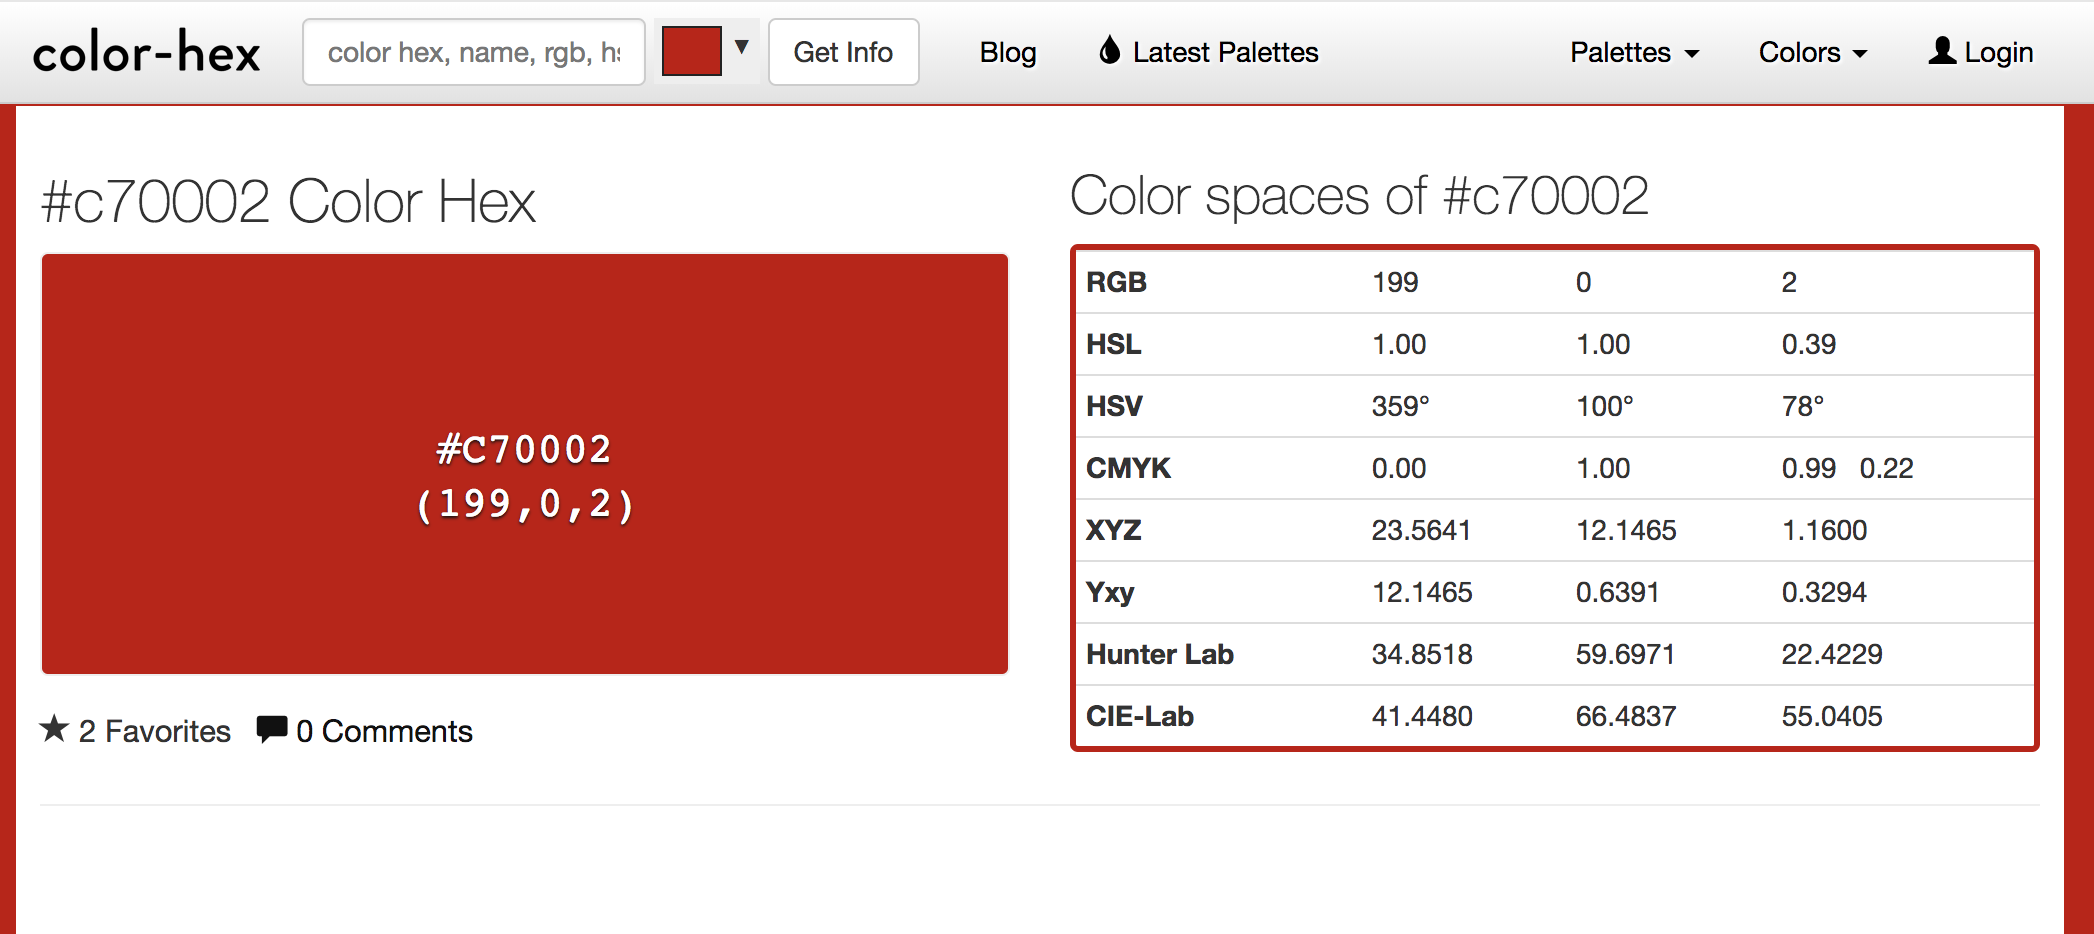 color-hex
color hex, name, rgb, hs
Get Info
Blog
Latest Palettes
Palettes
Colors
Login
#c70002 Color Hex
#C70002
(199,0,2)
2 Favorites
0 Comments
Color spaces of #c70002
RGB 199 0 2
HSL 1.00 1.00 0.39
HSV 359° 100° 78°
CMYK 0.00 1.00 0.99 0.22
XYZ 23.5641 12.1465 1.1600
Yxy 12.1465 0.6391 0.3294
Hunter Lab 34.8518 59.6971 22.4229
CIE-Lab 41.4480 66.4837 55.0405